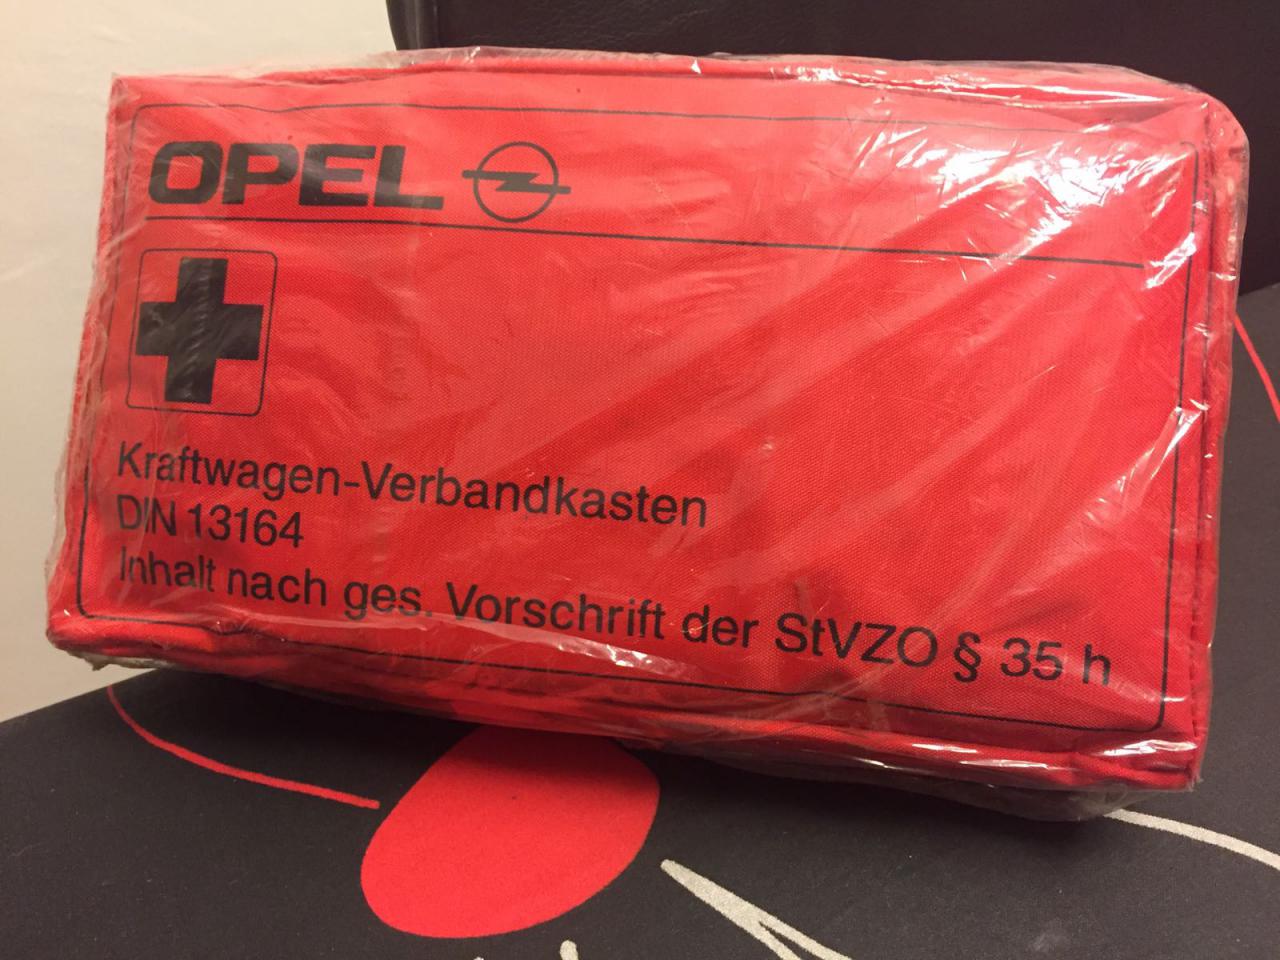 OPEL
Kraftwagen-Verbandkasten
DIN 13164
Inhalt nach ges. Vorschrift der StVZO § 35 h